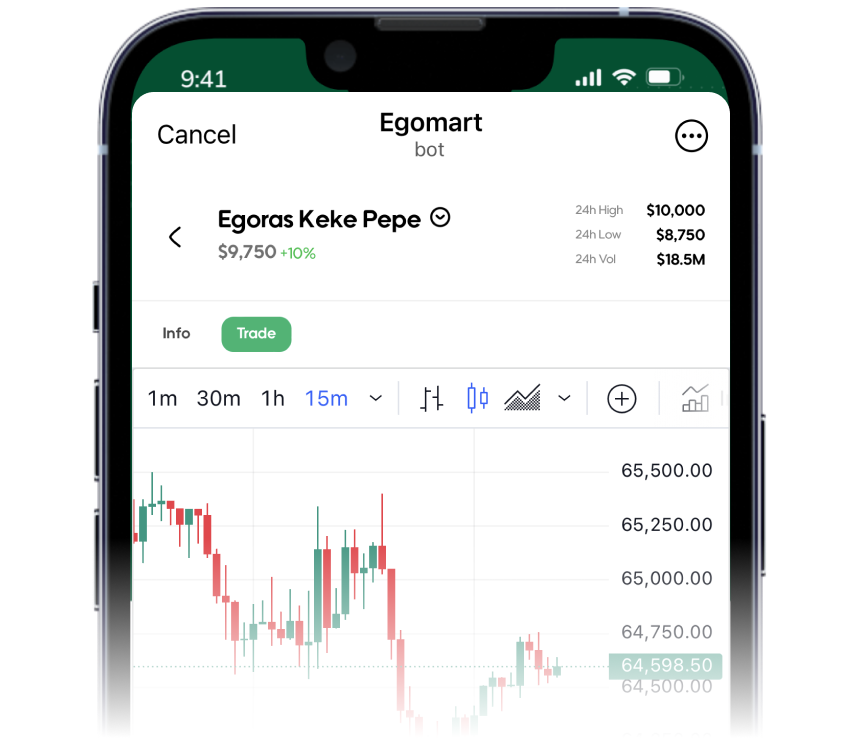 9:41
Cancel
Egomart
bot
Egoras Keke Pepe
$9,750 +10%
24h High $10,000
24h Low $8,750
24h Vol $18.5M
Info
Trade
1m 30m 1h 15m
65,500.00
65,250.00
65,000.00
64,750.00
64,598.50
64,500.00